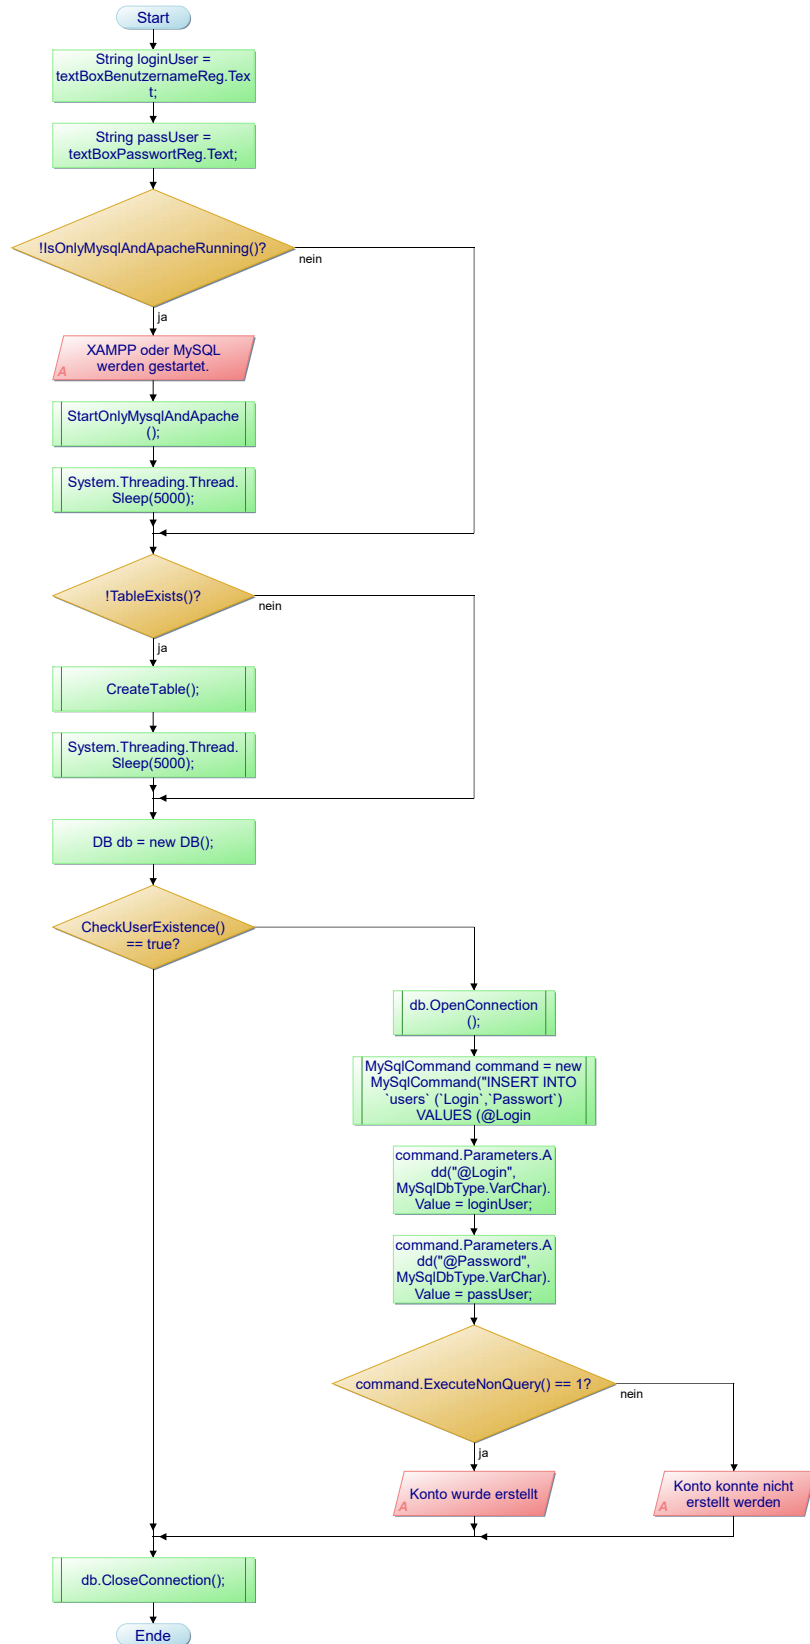 Start
String loginUser =
textBoxBenutzernameReg.Tex
t;
String passUser =
textBoxPasswortReg.Text;
!IsOnlyMysqlAndApacheRunning()?
nein
ja
XAMPP oder MySQL
werden gestartet.
A
StartOnlyMysqlAndApache
();
System.Threading.Thread.
Sleep(5000);
!TableExists()?
nein
ja
CreateTable();
System.Threading.Thread.
Sleep(5000);
DB db = new DB();
CheckUserExistence()
== true?
db.OpenConnection
();
MySqlCommand command = new
MySqlCommand("INSERT INTO
`users` (`Login`,`Passwort`)
VALUES (@Login
command.Parameters.A
dd("@Login",
MySqlDbType.VarChar).
Value = loginUser;
command.Parameters.A
dd("@Password",
MySqlDbType.VarChar).
Value = passUser;
command.ExecuteNonQuery() == 1?
nein
ja
Konto wurde erstellt
A
Konto konnte nicht
erstellt werden
A
db.CloseConnection();
Ende